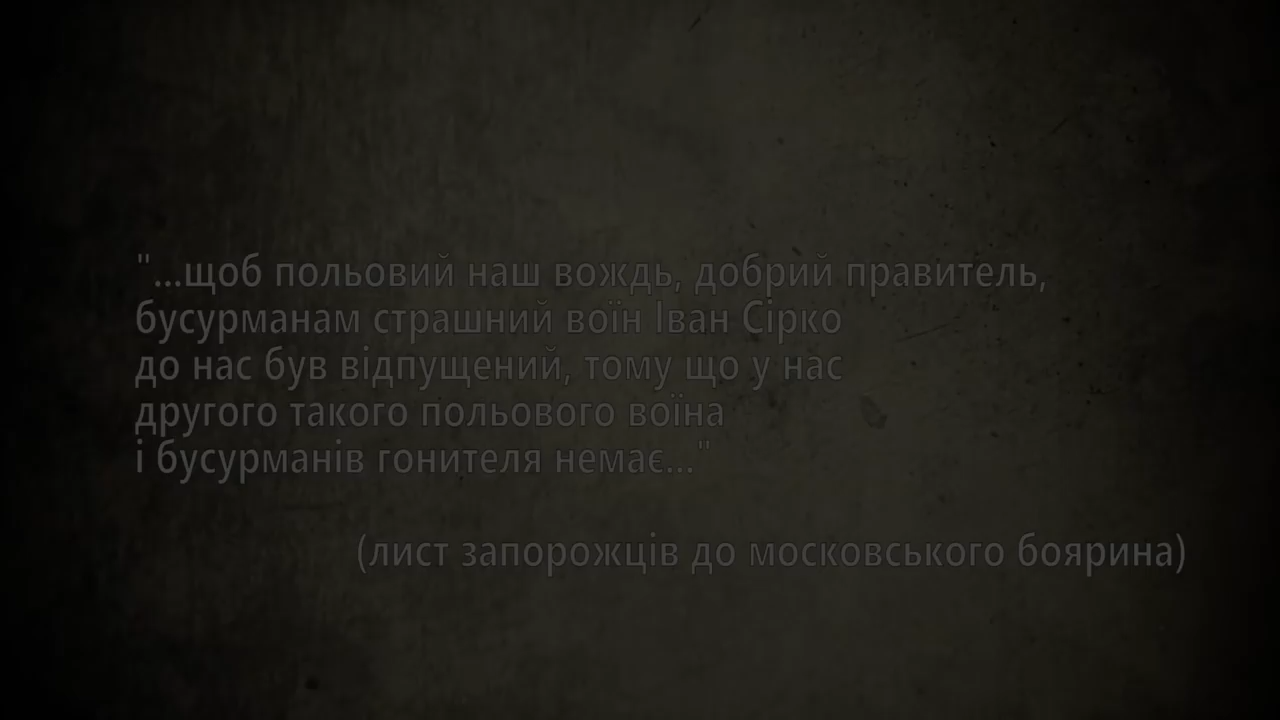 "...щоб польовий наш вождь, добрий правитель,
бусурманам страшний воїн Іван Сірко
до нас був відпущений, тому що у нас
другого такого польового воїна
і бусурманів гонителя немає..."
(лист запорожців до московського боярина)